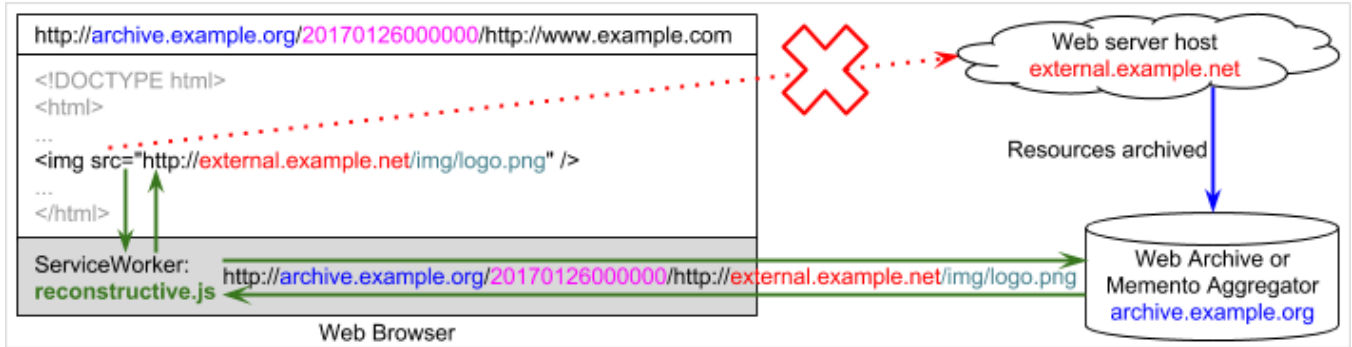 http://archive.example.org/20170126000000/http://www.example.com
<!DOCTYPE html>
<html>
...
<img src="http://external.example.net/img/logo.png" />
...
</html>
ServiceWorker:
reconstructive.js
http://archive.example.org/20170126000000/http://external.example.net/img/logo.png
Web Browser
Web server host
external.example.net
Resources archived
Web Archive or
Memento Aggregator
archive.example.org